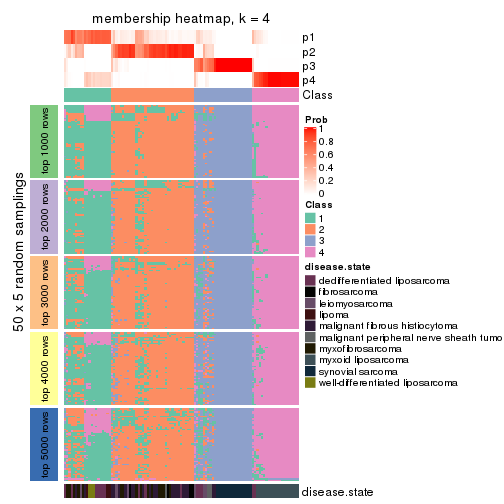 membership heatmap, k = 4
p1
p2
p3
p4
Class
50 x 5 random samplings
top 1000 rows
top 2000 rows
top 3000 rows
top 4000 rows
top 5000 rows
Prob
1
0.8
0.6
0.4
0.2
0
Class
1
2
3
4
disease.state
dedifferentiated liposarcoma
fibrosarcoma
leiomyosarcoma
lipoma
malignant fibrous histiocytoma
malignant peripheral nerve sheath tumo
myxofibrosarcoma
myxoid liposarcoma
synovial sarcoma
well-differentiated liposarcoma
disease.state